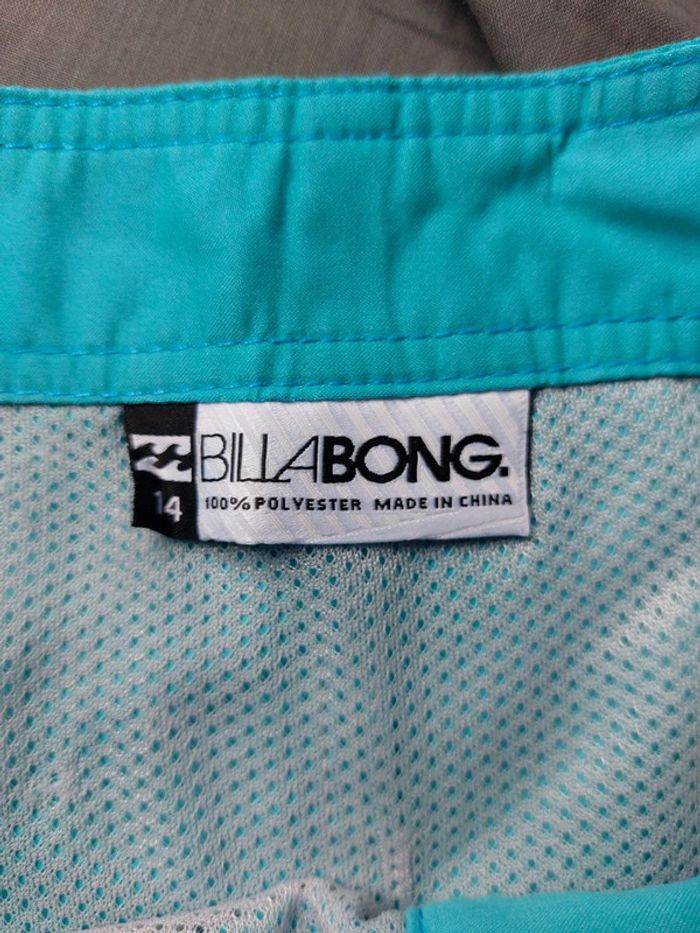 BILLABONG.
14
100% POLYESTER MADE IN CHINA